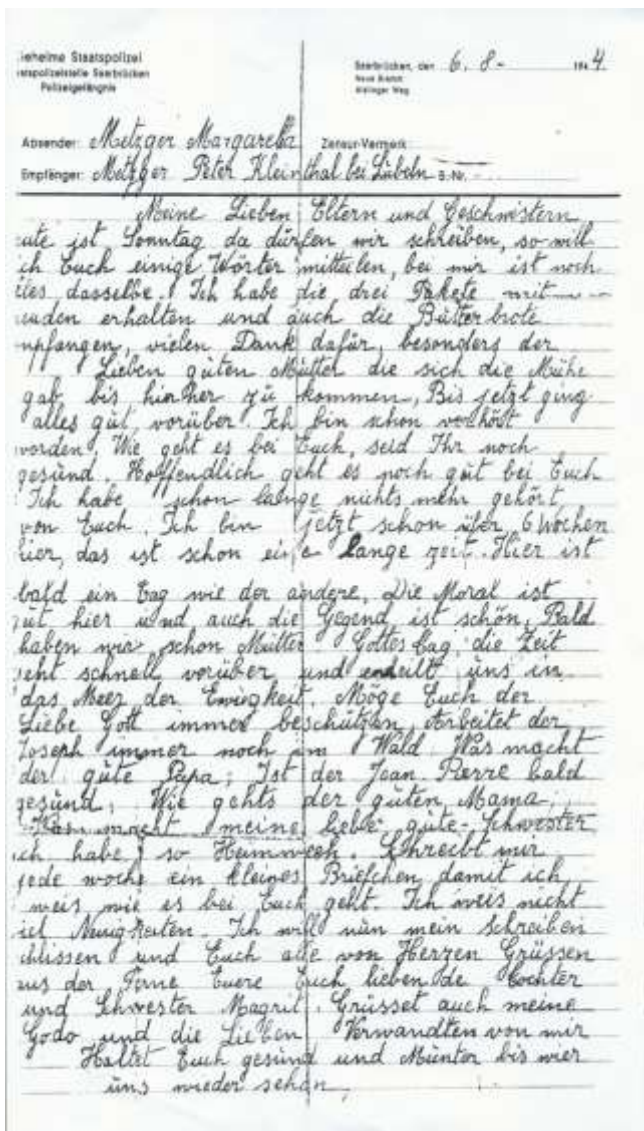 eheime Staatspolizei
aatspolizeistelle Saarbrücken
Polizeigefängnis
Saarbrücken, den 6. 8 - 194 4.
Neue Bremm
Alstinger Weg
Absender: Metzger Margaretha
Zensur-Vermerk:
Empfänger: Metzger Peter Kleinthal bei Lübeln B.-Nr. -
Meine Lieben Eltern und Geschwistern
eute ist Sonntag da dürfen wir schreiben, so will
ich Euch einige Wörter mitteilen, bei mir ist noch
lles dasselbe. Ich habe die drei Pakete mit
euden erhalten und auch die Butterbrote
mpfangen, vielen Dank dafür, besonders der
Lieben guten Mutter die sich die Mühe
gab bis hierher zu kommen, Bis jetzt ging
alles gut vorüber. Ich bin schon verhört
worden, Wie geht es bei Euch, seid Ihr noch
gesund. Hoffendlich geht es noch gut bei Euch
Ich habe schon lange nichts mehr gehört
von Euch. Ich bin jetzt schon über 6 Wochen
hier, das ist schon eine lange zeit. Hier ist
bald ein Tag wie der andere. Die Moral ist
gut hier und auch die Gegend ist schön, Bald
haben wir schon Mutter Gottes tag, die Zeit
geht schnell vorüber und enteilt uns in
das Meer der Ewigkeit. Möge Euch der
Liebe Gott immer beschützen, Arbeitet der
Joseph immer noch im Wald. Was macht
der gute Papa; Ist der Jean-Pierre bald
gesund; Wie gehts der guten Mama;
Was macht meine liebe gute-Schwester
ich habe so Heimweh. Schreibt mir
jede woche ein kleines Briefchen damit ich
weis wie es bei Euch geht. Ich weis nicht
iel Neuigkeiten. Ich will nun mein Schreiben
chlissen und Euch alle von Herzen Grüssen
aus der Ferne Euere Euch liebende tochter
und Schwester Magrit. Grüsset auch meine
Godo und die Lieben Verwandten von mir
Haltet Euch gesund und Munter bis wier
uns wieder sehen,